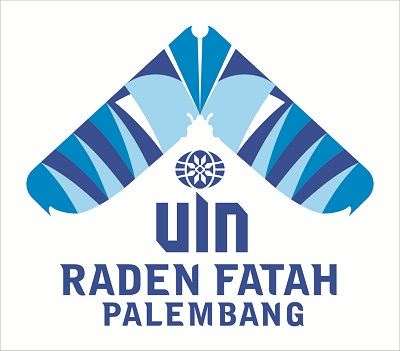 UIN
RADEN FATAH
PALEMBANG